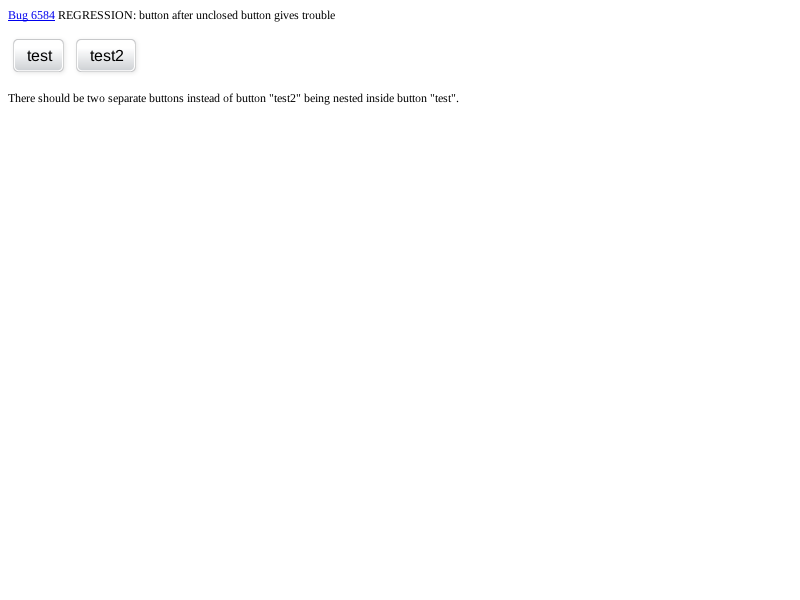 Bug 6584 REGRESSION: button after unclosed button gives trouble
test test2
There should be two separate buttons instead of button "test2" being nested inside button "test".